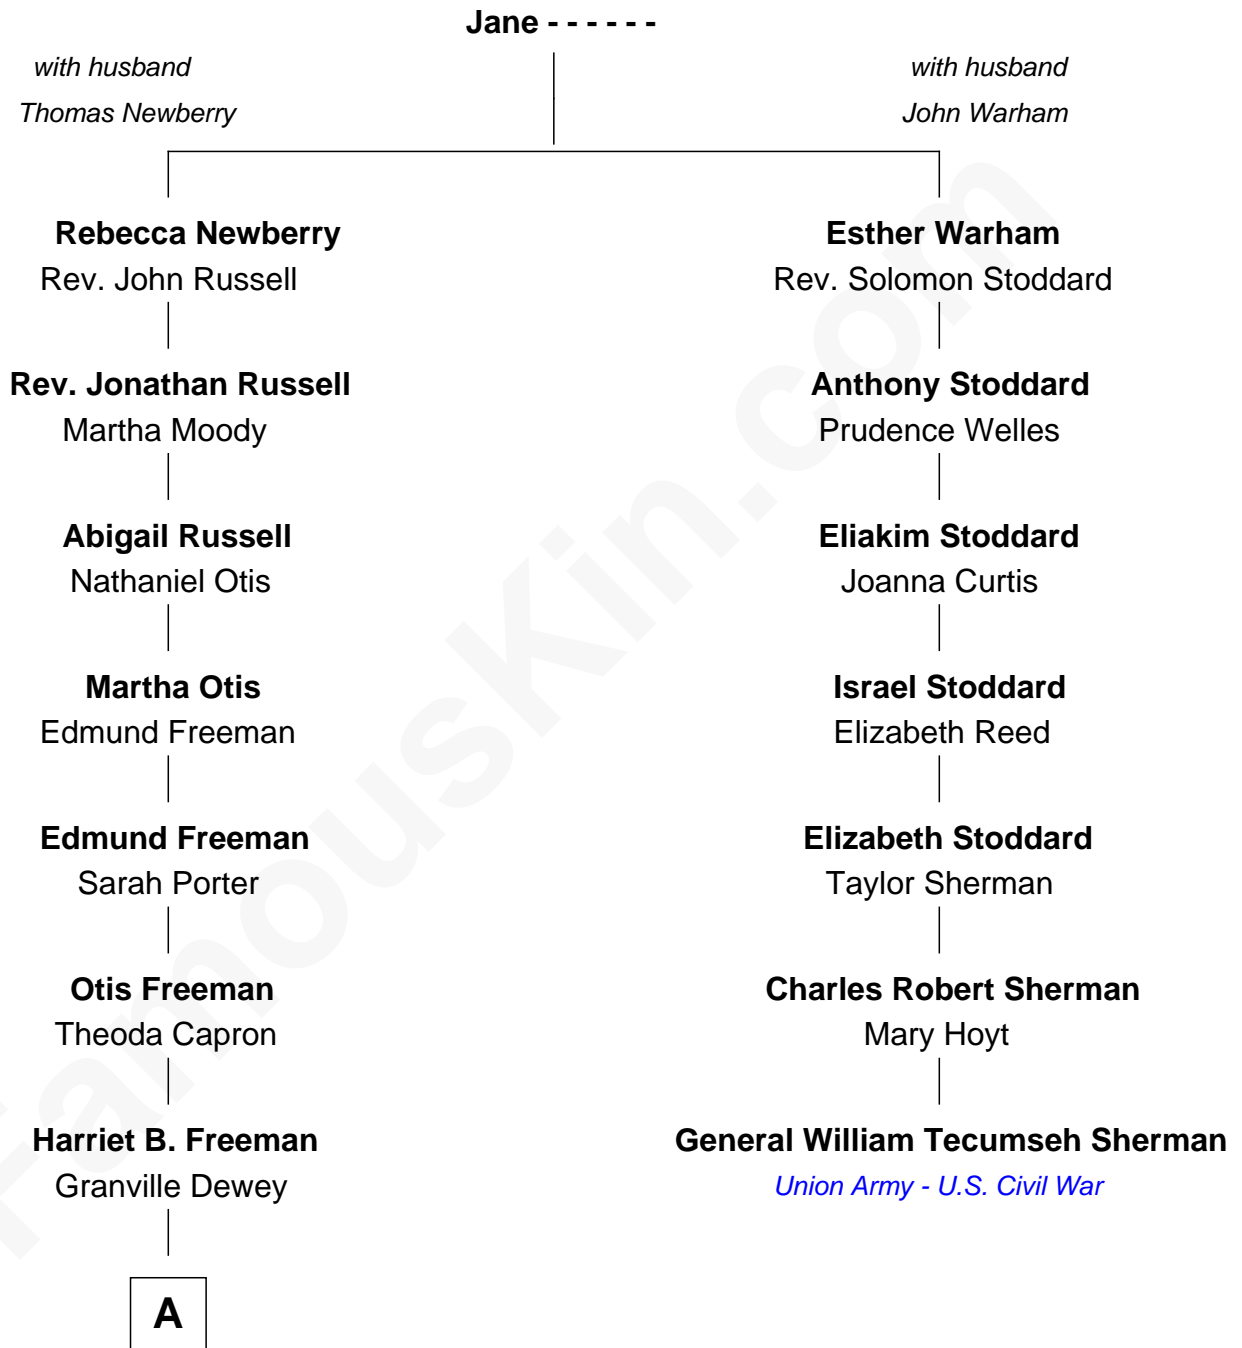 Jane - - - - - -
with husband
Thomas Newberry
with husband
John Warham
Rebecca Newberry
Rev. John Russell
Esther Warham
Rev. Solomon Stoddard
Rev. Jonathan Russell
Martha Moody
Anthony Stoddard
Prudence Welles
Abigail Russell
Nathaniel Otis
Eliakim Stoddard
Joanna Curtis
Martha Otis
Edmund Freeman
Israel Stoddard
Elizabeth Reed
Edmund Freeman
Sarah Porter
Elizabeth Stoddard
Taylor Sherman
Otis Freeman
Theoda Capron
Charles Robert Sherman
Mary Hoyt
Harriet B. Freeman
Granville Dewey
General William Tecumseh Sherman
Union Army - U.S. Civil War
A
FamousKin.com